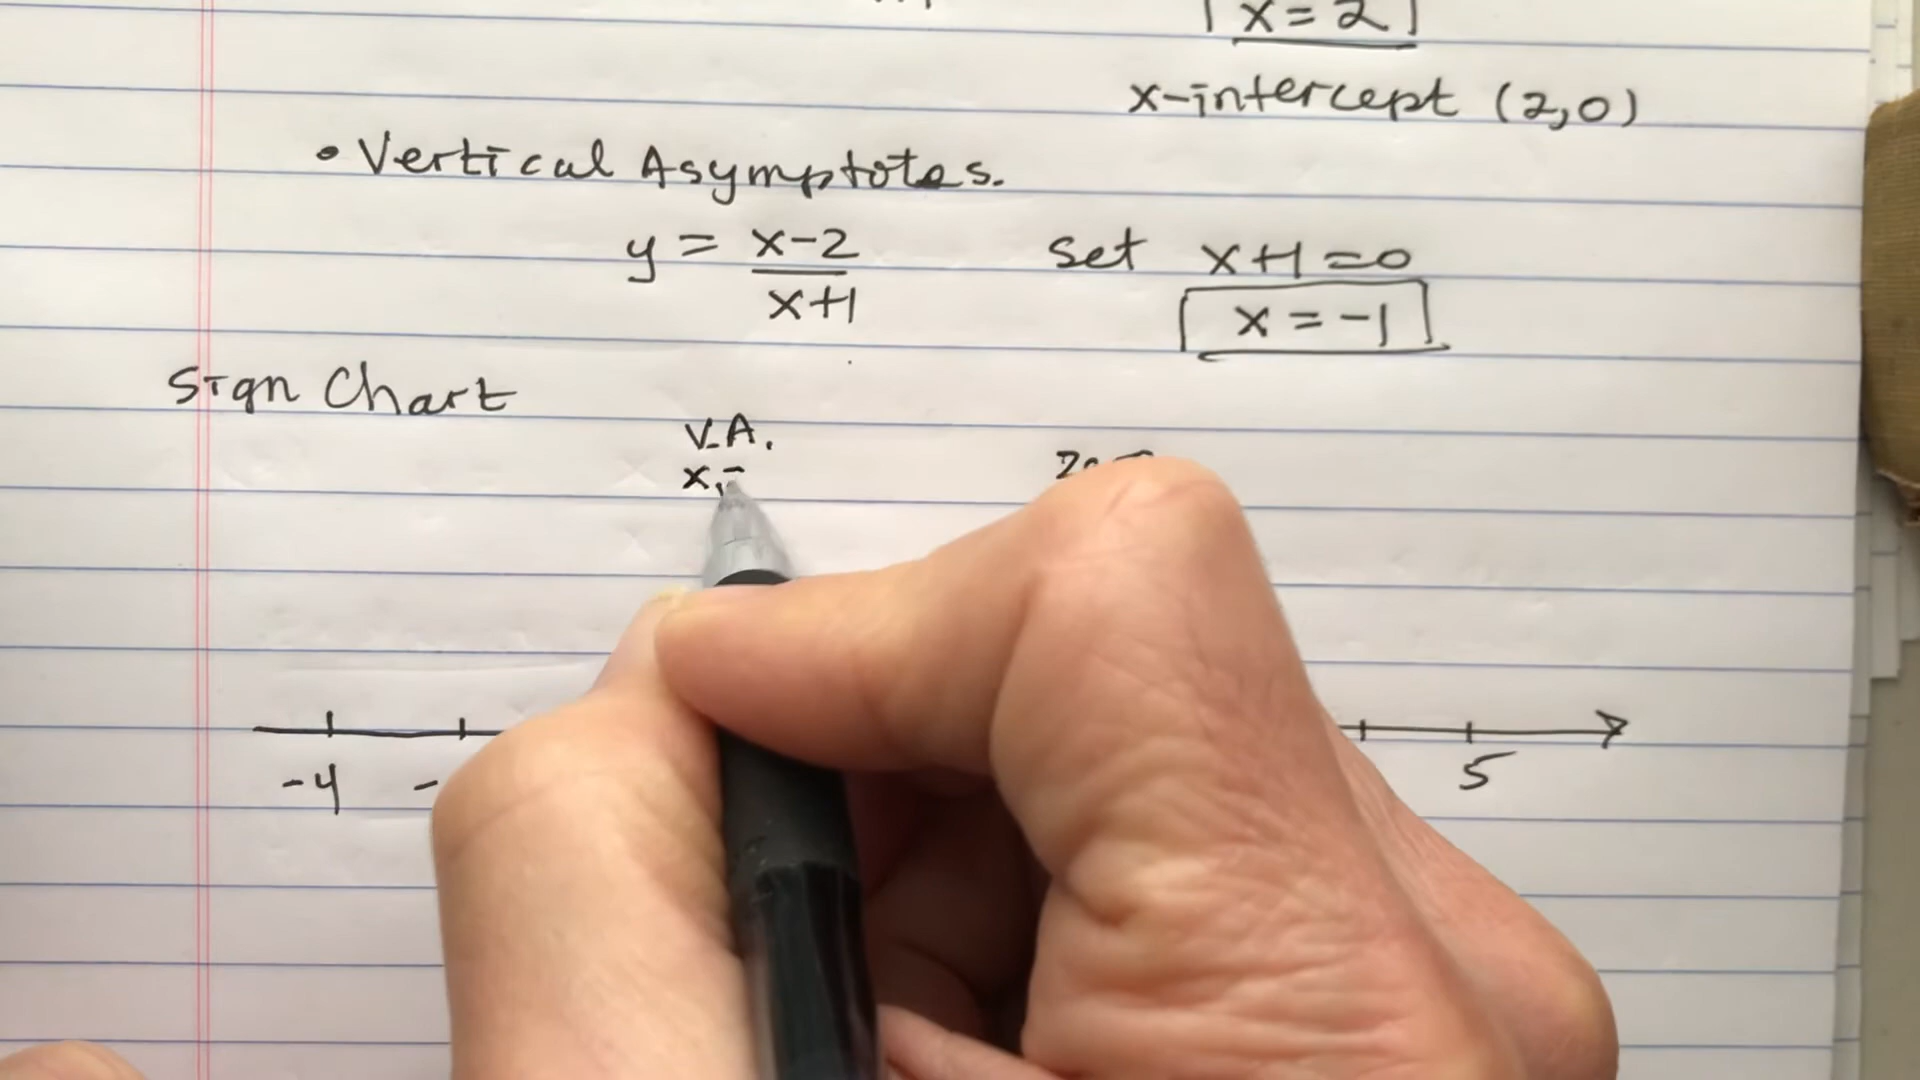 x = 2
x-intercept (2,0)
• Vertical Asymptotes.
y = x-2 / x+1
set x+1=0
x = -1
Sign Chart
V.A.
x=
-4 -
5